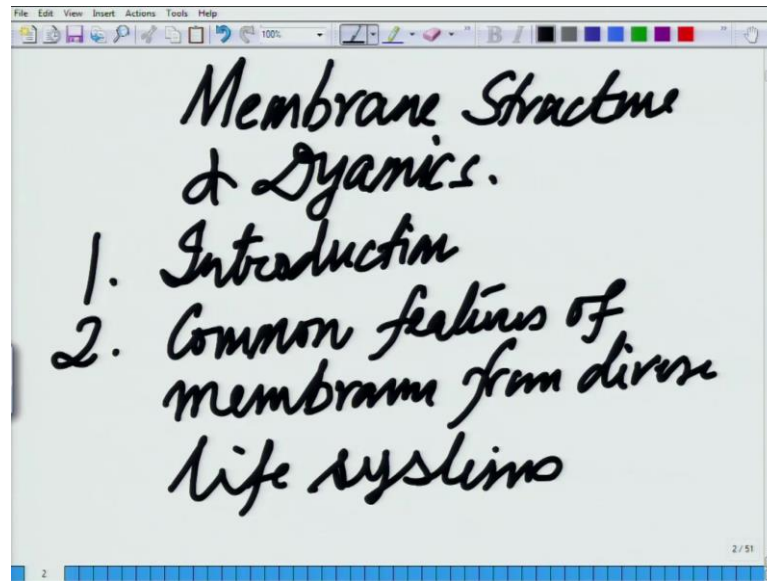 File Edit View Insert Actions Tools Help
100%
B I
Membrane Structure
& Dyamics.
1. Introduction
2. Common features of
membrane from diverse
life systems
2/51
2